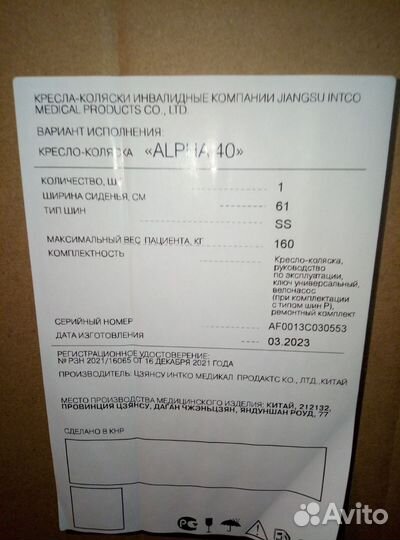 КРЕСЛА-КОЛЯСКИ ИНВАЛИДНЫЕ КОМПАНИИ JIANGSU INTCO
MEDICAL PRODUCTS CO., LTD.
ВАРИАНТ ИСПОЛНЕНИЯ:
КРЕСЛО-КОЛЯСКА «ALPHA 40»
КОЛИЧЕСТВО, Ш 1
ШИРИНА СИДЕНЬЯ, СМ 61
ТИП ШИН SS
МАКСИМАЛЬНЫЙ ВЕС ПАЦИЕНТА, КГ 160
КОМПЛЕКТНОСТЬ Кресло-коляска,
руководство
по эксплуатации,
ключ универсальный,
велонасос
(при комплектации
с типом шин P),
ремонтный комплект
СЕРИЙНЫЙ НОМЕР AF0013C030553
ДАТА ИЗГОТОВЛЕНИЯ 03.2023
РЕГИСТРАЦИОННОЕ УДОСТОВЕРЕНИЕ:
№ РЗН 2021/16065 ОТ 16 ДЕКАБРЯ 2021 ГОДА
ПРОИЗВОДИТЕЛЬ: ЦЗЯНСУ ИНТКО МЕДИКАЛ ПРОДАКТС КО., ЛТД., КИТАЙ
МЕСТО ПРОИЗВОДСТВА МЕДИЦИНСКОГО ИЗДЕЛИЯ: КИТАЙ, 212132,
ПРОВИНЦИЯ ЦЗЯНСУ, ДАГАН ЧЖЭНЬЦЗЯН, ЯНДУНШАН РОУД, 77
СДЕЛАНО В КНР
Avito